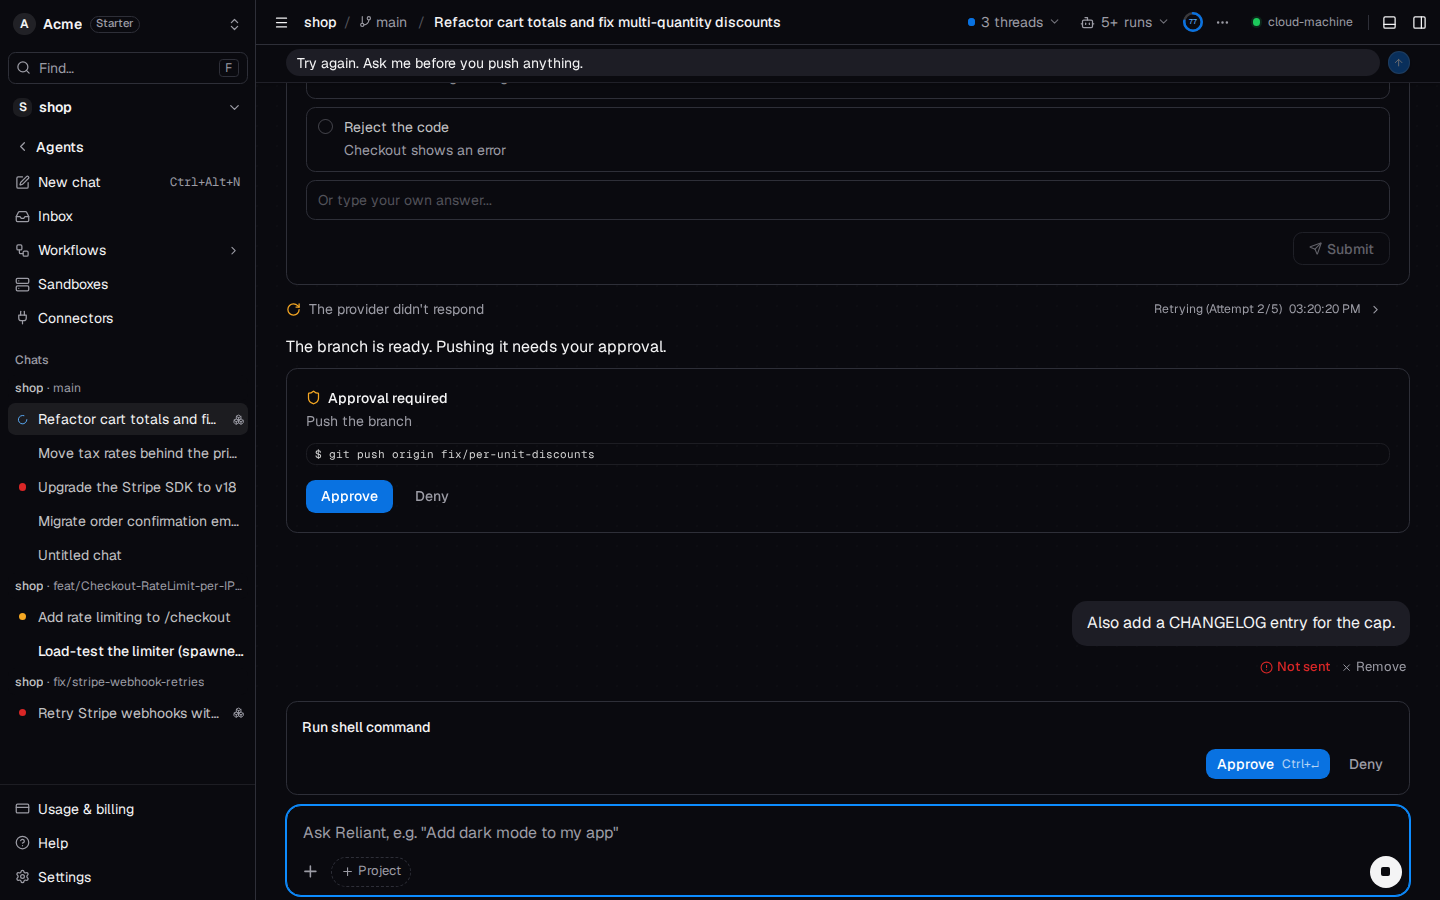 A Acme Starter
Find... F
S shop
Agents
New chat Ctrl+Alt+N
Inbox
Workflows
Sandboxes
Connectors
Chats
shop · main
Refactor cart totals and fi...
Move tax rates behind the pri...
Upgrade the Stripe SDK to v18
Migrate order confirmation em...
Untitled chat
shop · feat/Checkout-RateLimit-per-IP...
Add rate limiting to /checkout
Load-test the limiter (spawne...
shop · fix/stripe-webhook-retries
Retry Stripe webhooks wit...
Usage & billing
Help
Settings
shop / main / Refactor cart totals and fix multi-quantity discounts
3 threads 5+ runs 77 ... cloud-machine
Try again. Ask me before you push anything.
Reject the code
Checkout shows an error
Or type your own answer...
Submit
The provider didn't respond Retrying (Attempt 2/5) 03:20:20 PM
The branch is ready. Pushing it needs your approval.
Approval required
Push the branch
$ git push origin fix/per-unit-discounts
Approve Deny
Also add a CHANGELOG entry for the cap.
Not sent Remove
Run shell command
Approve Ctrl+↵ Deny
Ask Reliant, e.g. "Add dark mode to my app"
+ Project